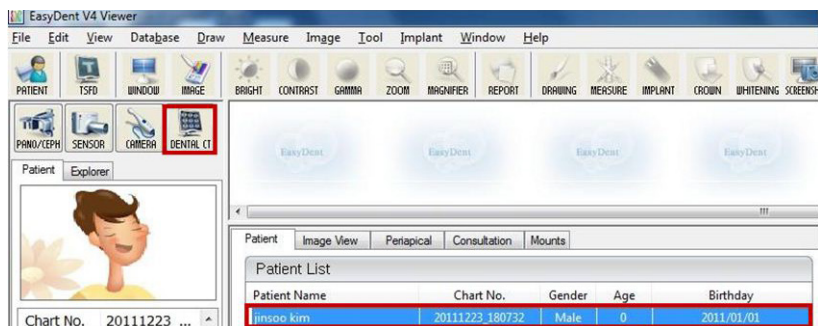 EasyDent V4 Viewer
File Edit View Database Draw Measure Image Tool Implant Window Help
PATIENT TSFD WINDOW IMAGE BRIGHT CONTRAST GAMMA ZOOM MAGNIFIER REPORT DRAWING MEASURE IMPLANT CROWN WHITENING SCREENSH
PANO/CEPH SENSOR CAMERA DENTAL CT
EasyDent EasyDent EasyDent EasyDent
Patient Explorer
Patient Image View Periapical Consultation Mounts
Patient List
Patient Name Chart No. Gender Age Birthday
jinsoo kim 20111223_180732 Male 0 2011/01/01
Chart No. 20111223 ...